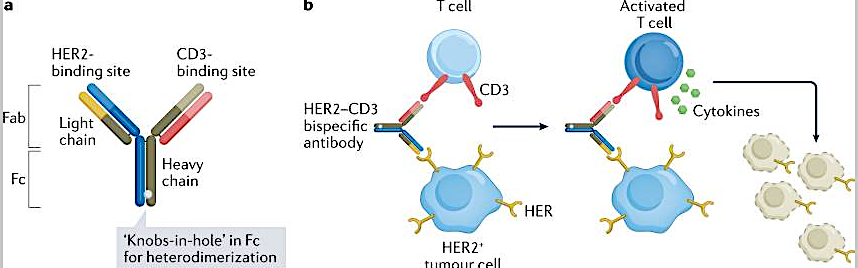 a
HER2-
binding site
CD3-
binding site
Fab
Light
chain
Fc
Heavy
chain
‘Knobs-in-hole’ in Fc
for heterodimerization
b
T cell
CD3
HER2–CD3
bispecific
antibody
HER
HER2⁺
tumour cell
Activated
T cell
Cytokines